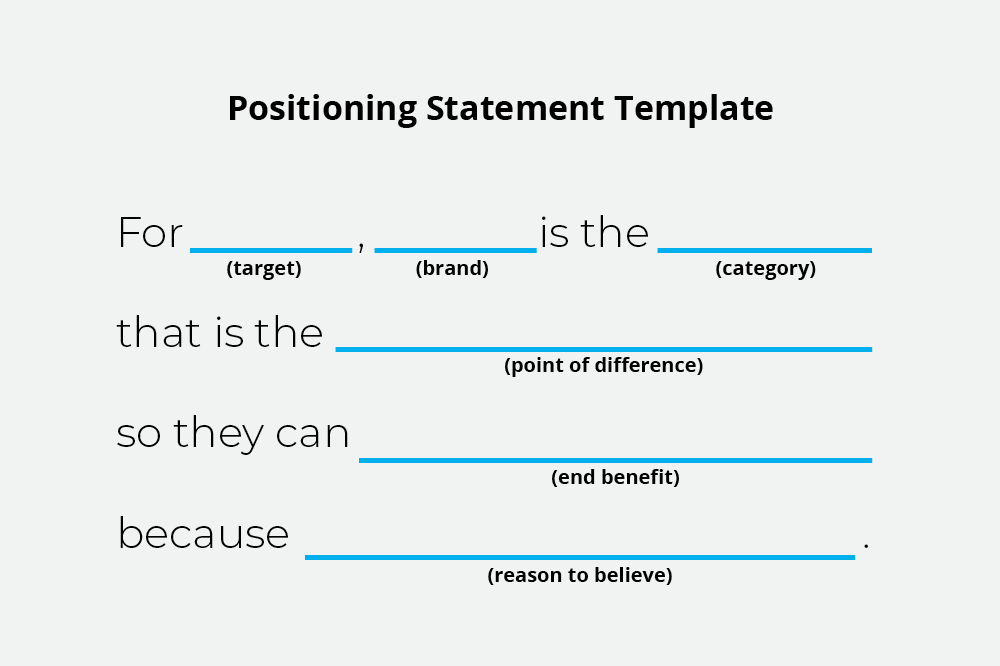 Positioning Statement Template
For , is the
(target) (brand) (category)
that is the
(point of difference)
so they can
(end benefit)
because .
(reason to believe)